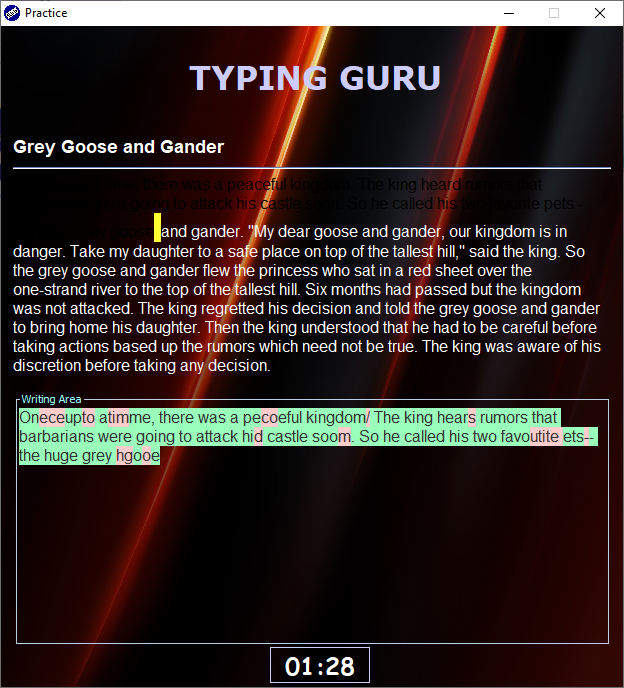 Practice
TYPING GURU
Grey Goose and Gander
there was a peaceful kingdom. The king heard rumors that
going to attack his castle soon. So he called his two favorite pets -
goose and gander. "My dear goose and gander, our kingdom is in
danger. Take my daughter to a safe place on top of the tallest hill," said the king. So
the grey goose and gander flew the princess who sat in a red sheet over the
one-strand river to the top of the tallest hill. Six months had passed but the kingdom
was not attacked. The king regretted his decision and told the grey goose and gander
to bring home his daughter. Then the king understood that he had to be careful before
taking actions based up the rumors which need not be true. The king was aware of his
discretion before taking any decision.
Writing Area
Oneceupto atimme, there was a pecoeful kingdom/ The king hears rumors that
barbarians were going to attack hid castle soom. So he called his two favoutite ets--
the huge grey hgooe
01:28